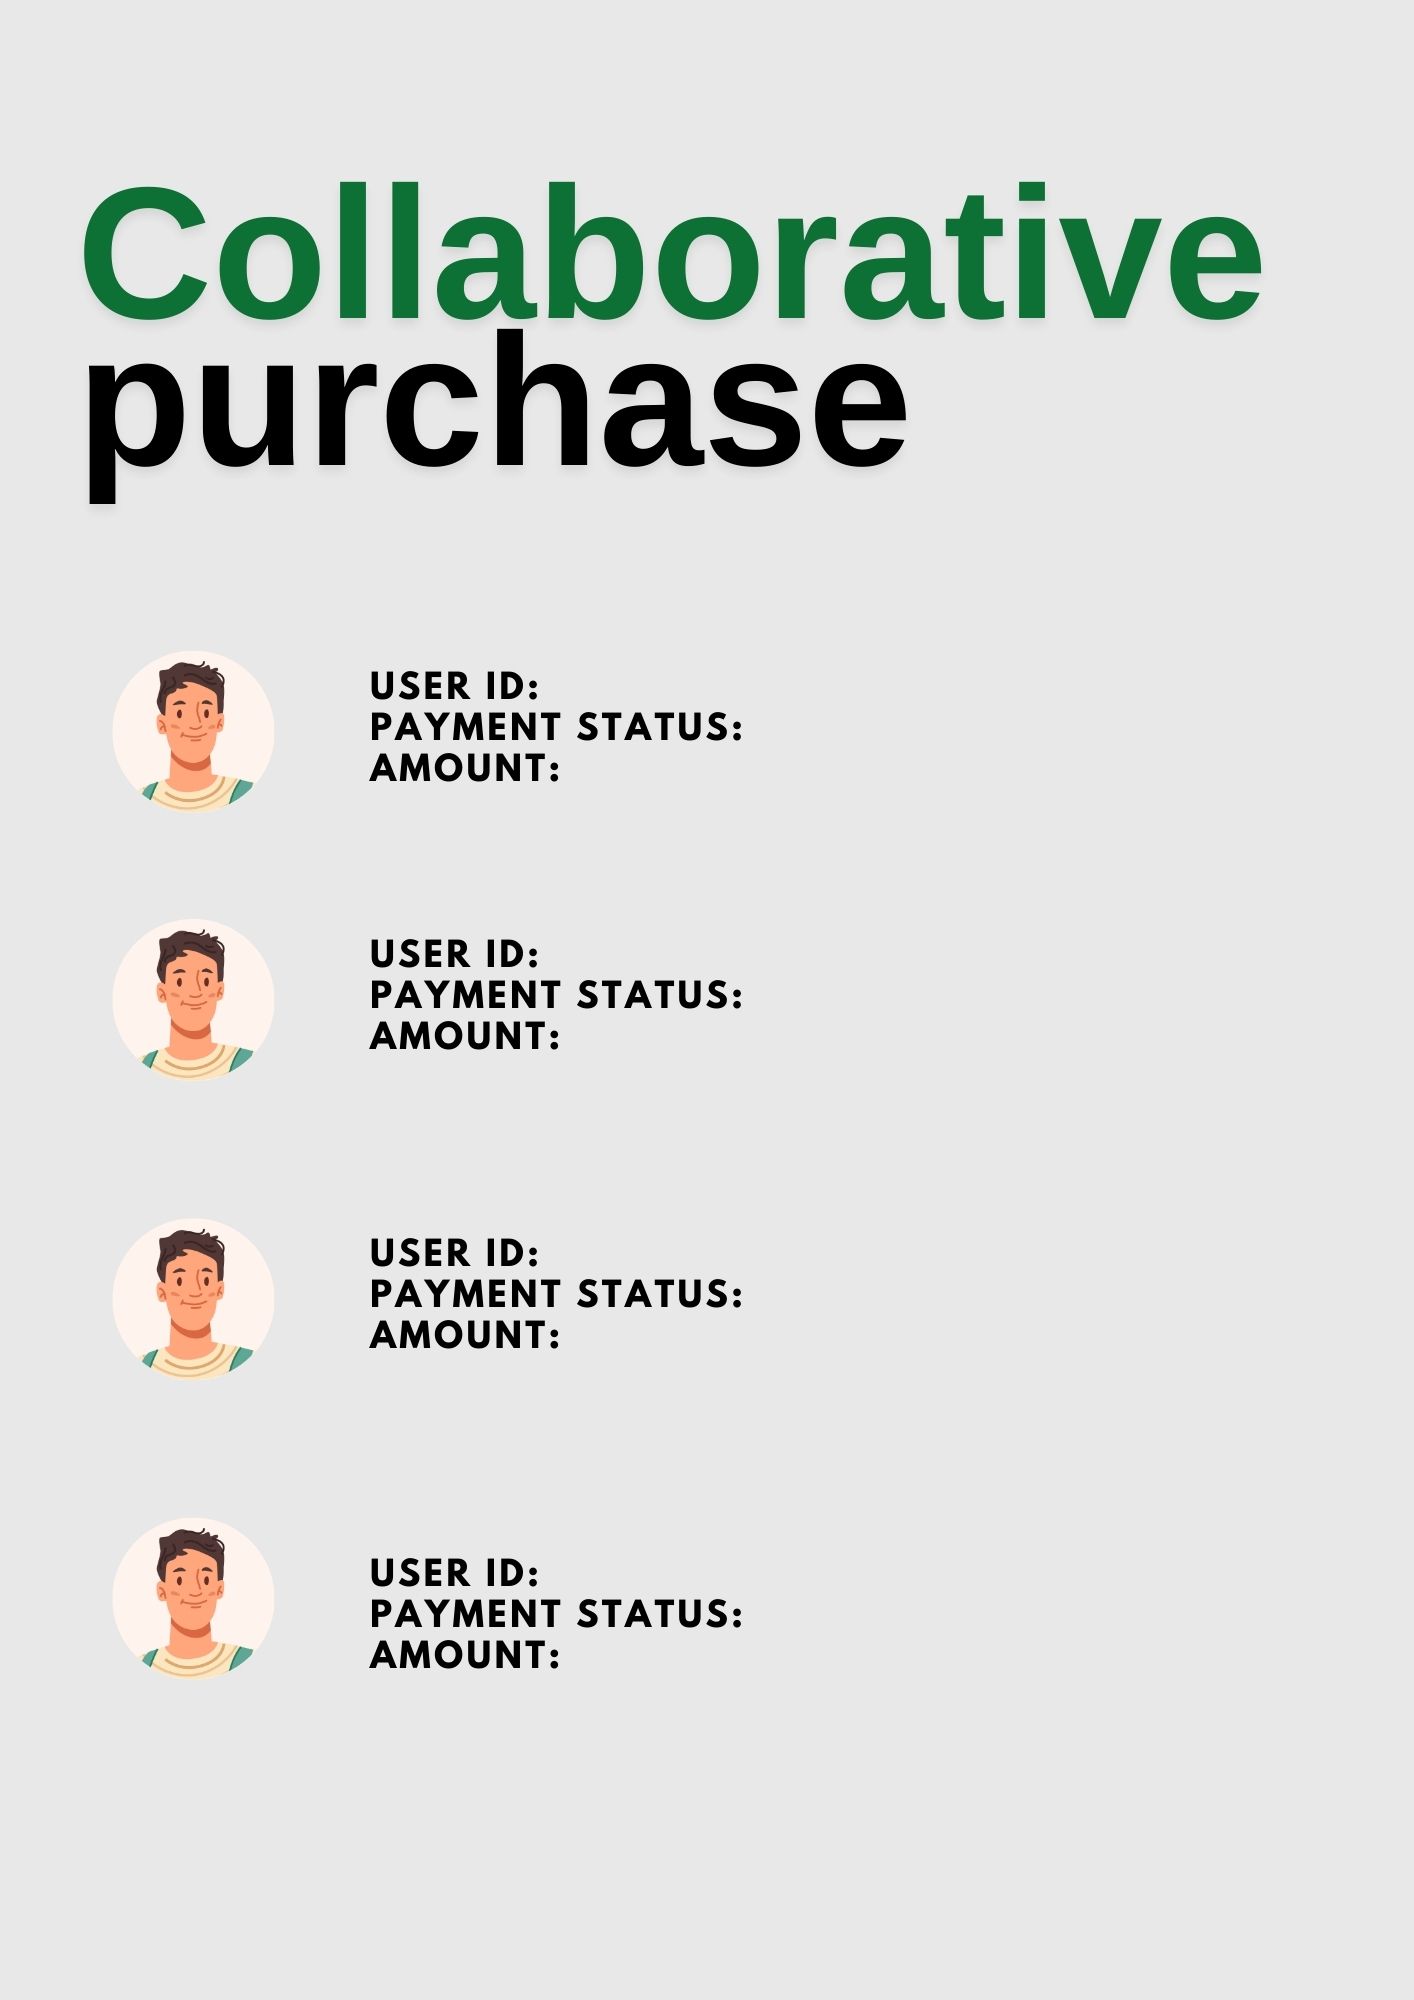 Collaborative
purchase
USER ID:
PAYMENT STATUS:
AMOUNT:
USER ID:
PAYMENT STATUS:
AMOUNT:
USER ID:
PAYMENT STATUS:
AMOUNT:
USER ID:
PAYMENT STATUS:
AMOUNT: